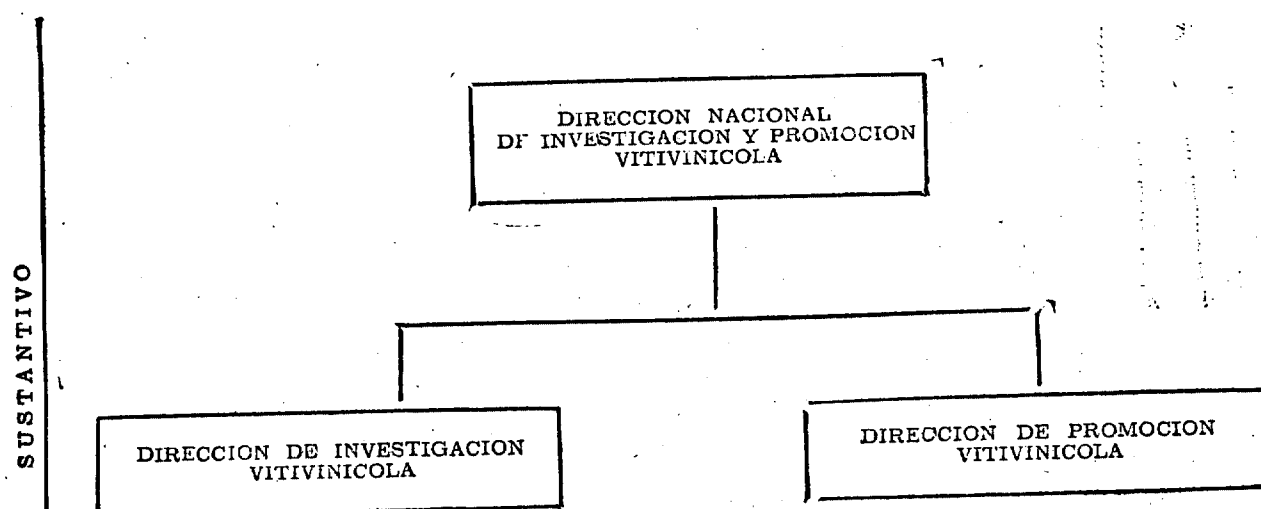 SUSTANTIVO
DIRECCION NACIONAL
DE INVESTIGACION Y PROMOCION
VITIVINICOLA
DIRECCION DE INVESTIGACION
VITIVINICOLA
DIRECCION DE PROMOCION
VITIVINICOLA